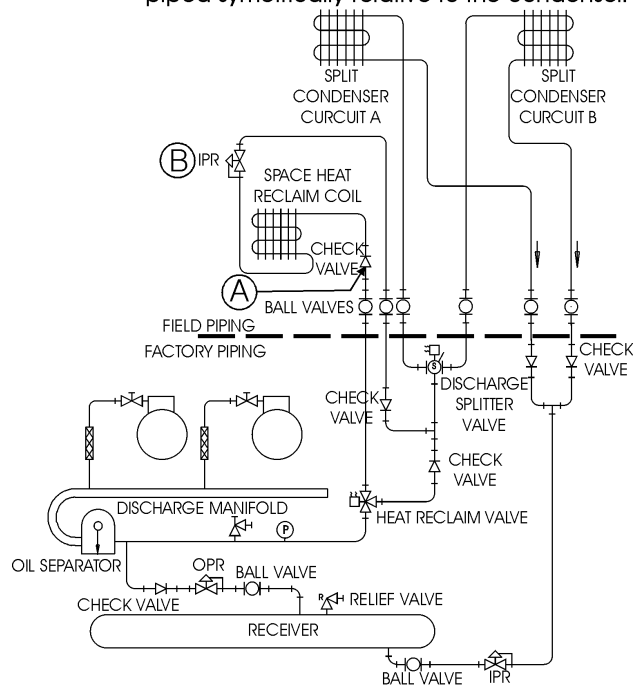 piped symetrically relative to the condenser.
SPLIT
CONDENSER
CURCUIT A
SPLIT
CONDENSER
CURCUIT B
B
IPR
SPACE HEAT
RECLAIM COIL
CHECK
VALVE
A
BALL VALVES
FIELD PIPING
FACTORY PIPING
CHECK
VALVE
S
DISCHARGE
SPLITTER
VALVE
CHECK
VALVE
CHECK
VALVE
DISCHARGE MANIFOLD
HEAT RECLAIM VALVE
P
OIL SEPARATOR
OPR
BALL VALVE
CHECK VALVE
R
RELIEF VALVE
RECEIVER
BALL VALVE
IPR